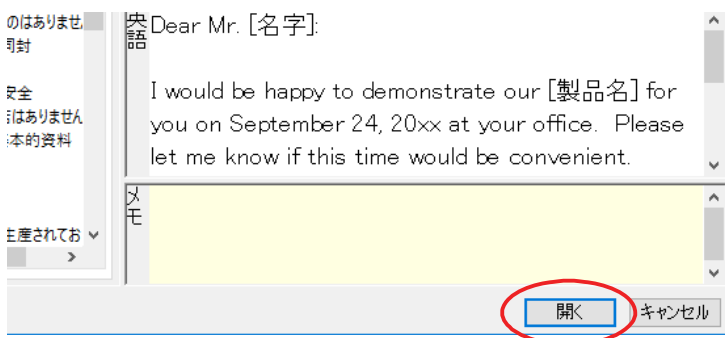 のはありませ
同封
安全
はありません
基本的資料
生産されてお
英語
Dear Mr. [名字]:
I would be happy to demonstrate our [製品名] for
you on September 24, 20xx at your office. Please
let me know if this time would be convenient.
メモ
開く
キャンセル